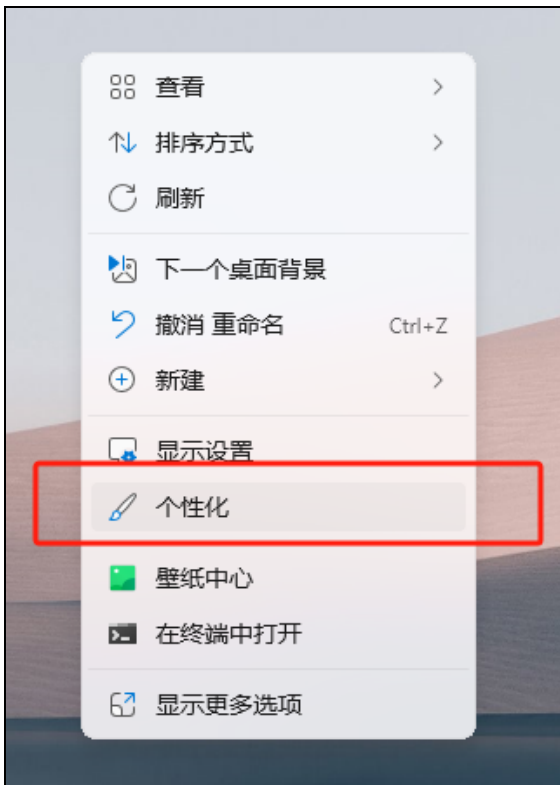 查看
排序方式
刷新
下一个桌面背景
撤消 重命名 Ctrl+Z
新建
显示设置
个性化
壁纸中心
在终端中打开
显示更多选项